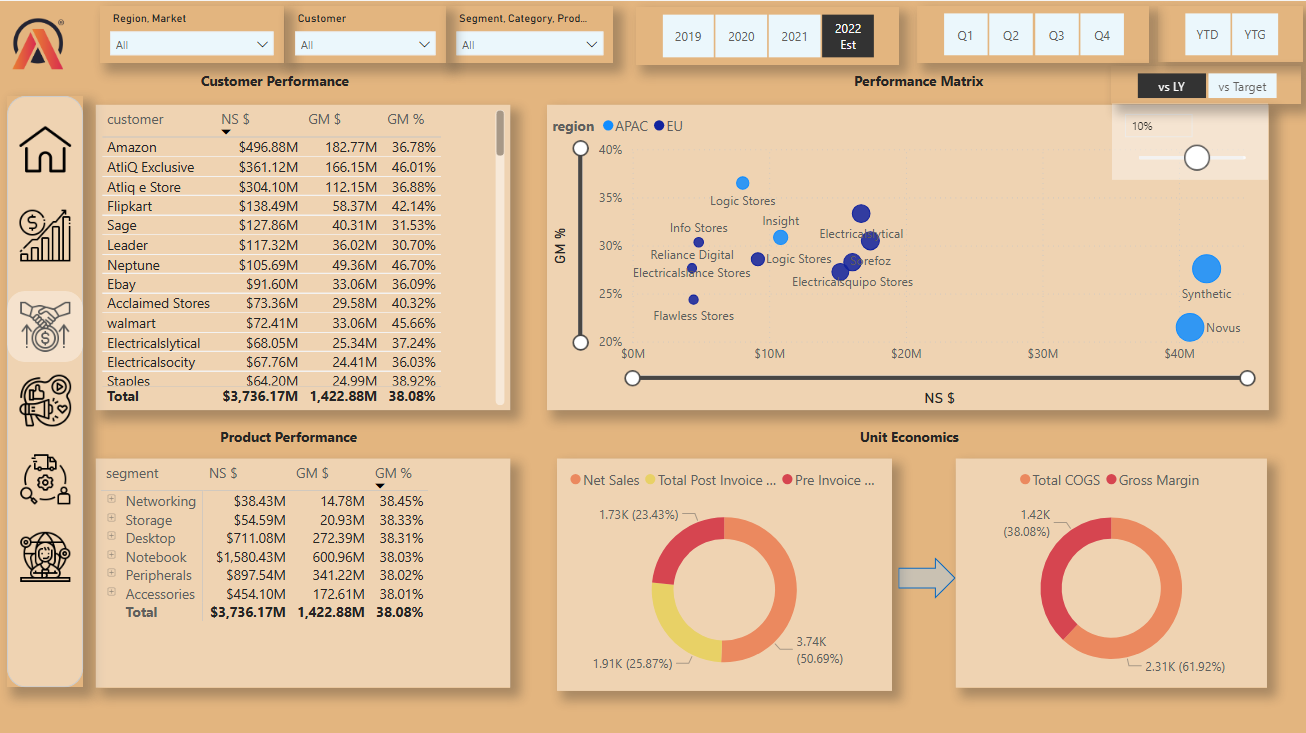 Region, Market
Customer
Segment, Category, Prod...
All
All
All
2019
2020
2021
2022
Est
Q1
Q2
Q3
Q4
YTD
YTG
vs LY
vs Target
Customer Performance
Performance Matrix
customer NS $ GM $ GM %
Amazon $496.88M 182.77M 36.78%
AtliQ Exclusive $361.12M 166.15M 46.01%
Atliq e Store $304.10M 112.15M 36.88%
Flipkart $138.49M 58.37M 42.14%
Sage $127.86M 40.31M 31.53%
Leader $117.32M 36.02M 30.70%
Neptune $105.69M 49.36M 46.70%
Ebay $91.60M 33.06M 36.09%
Acclaimed Stores $73.36M 29.58M 40.32%
walmart $72.41M 33.06M 45.66%
Electricalslytical $68.05M 25.34M 37.24%
Electricalsocity $67.76M 24.41M 36.03%
Staples $64.20M 24.99M 38.92%
Total $3,736.17M 1,422.88M 38.08%
region APAC EU
10%
40%
35%
30%
25%
20%
GM %
Logic Stores
Insight
Info Stores
Electricalslytical
Reliance Digital
Logic Stores
Sorefoz
Electricalslance Stores
Electricalsquipo Stores
Flawless Stores
Synthetic
Novus
$0M
$10M
$20M
$30M
$40M
NS $
Product Performance
Unit Economics
segment NS $ GM $ GM %
Networking $38.43M 14.78M 38.45%
Storage $54.59M 20.93M 38.33%
Desktop $711.08M 272.39M 38.31%
Notebook $1,580.43M 600.96M 38.03%
Peripherals $897.54M 341.22M 38.02%
Accessories $454.10M 172.61M 38.01%
Total $3,736.17M 1,422.88M 38.08%
Net Sales Total Post Invoice ... Pre Invoice ...
1.73K (23.43%)
3.74K
(50.69%)
1.91K (25.87%)
Total COGS Gross Margin
1.42K
(38.08%)
2.31K (61.92%)